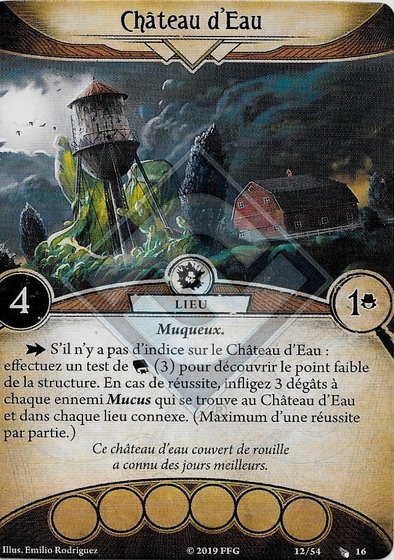 Château d'Eau
4
LIEU
1
Muqueux.
S'il n'y a pas d'indice sur le Château d'Eau :
effectuez un test de (3) pour découvrir le point faible
de la structure. En cas de réussite, infligez 3 dégâts à
chaque ennemi Mucus qui se trouve au Château d'Eau
et dans chaque lieu connexe. (Maximum d'une réussite
par partie.)
Ce château d'eau couvert de rouille
a connu des jours meilleurs.
Illus. Emilio Rodriguez
© 2019 FFG
12/54
16